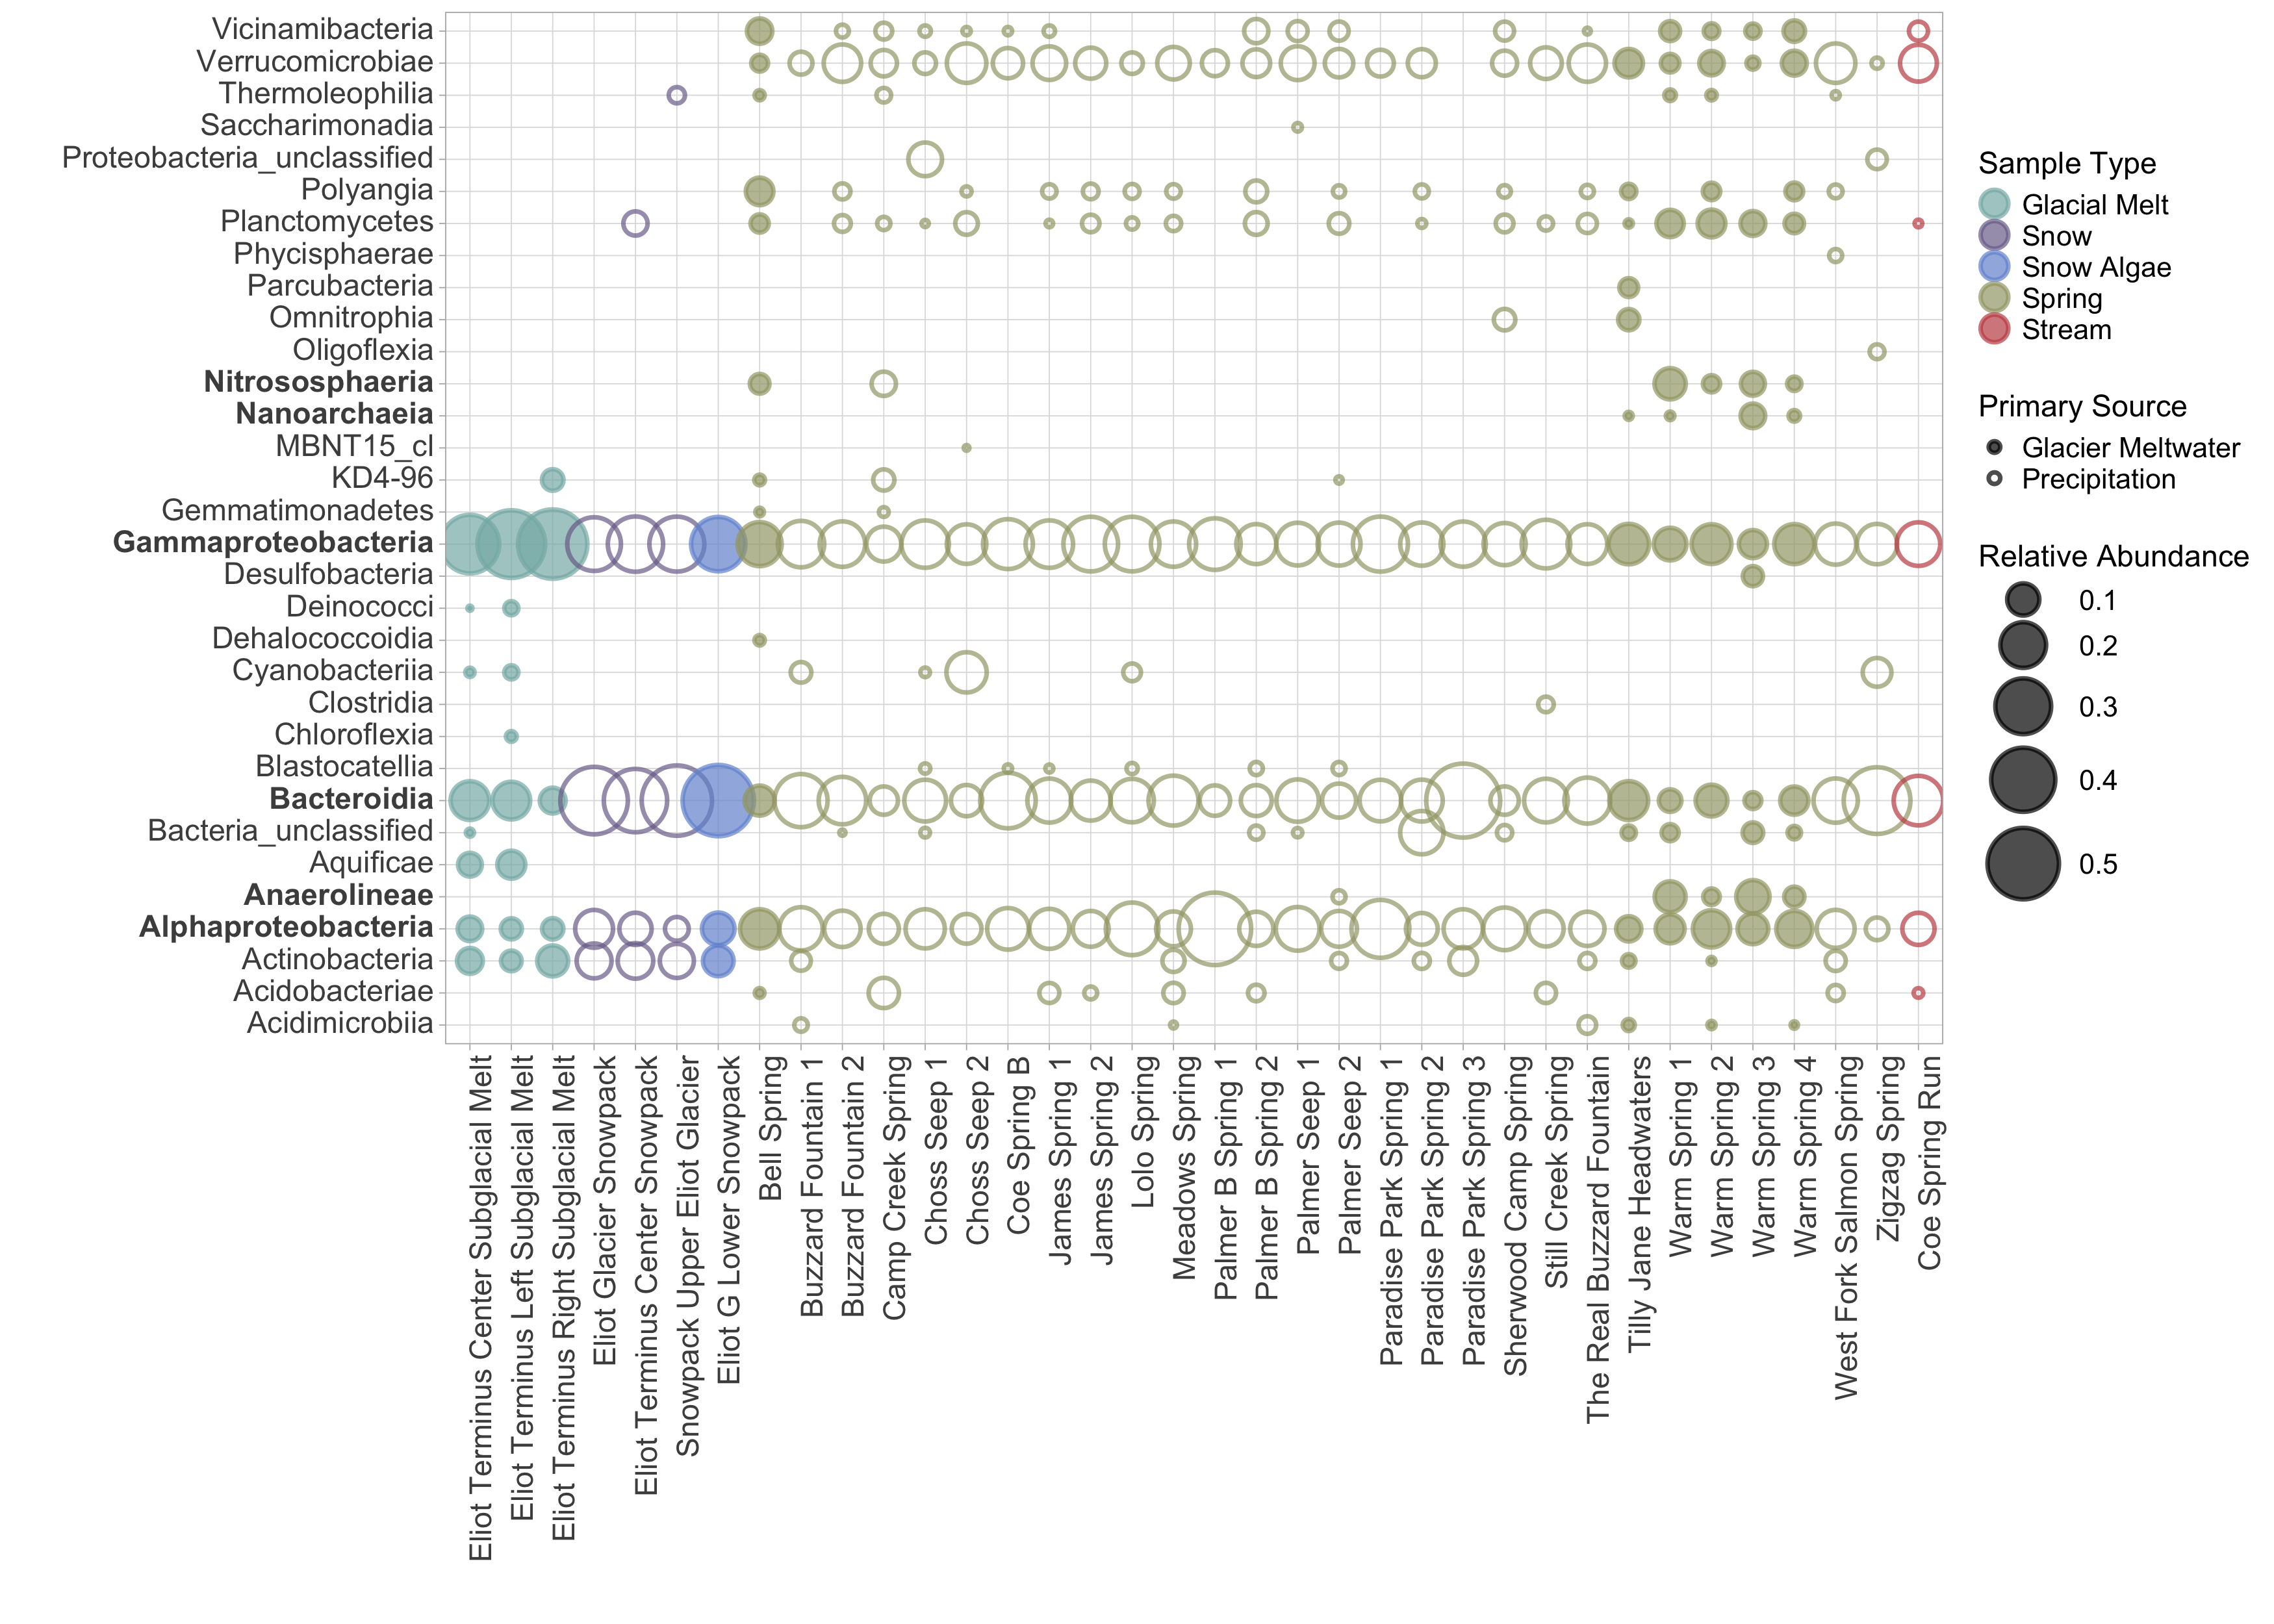 Vicinamibacteria
Verrucomicrobiae
Thermoleophilia
Saccharimonadia
Proteobacteria_unclassified
Polyangia
Planctomycetes
Phycisphaerae
Parcubacteria
Omnitrophia
Oligoflexia
Nitrososphaeria
Nanoarchaeia
MBNT15_cl
KD4-96
Gemmatimonadetes
Gammaproteobacteria
Desulfobacteria
Deinococci
Dehalococcoidia
Cyanobacteriia
Clostridia
Chloroflexia
Blastocatellia
Bacteroidia
Bacteria_unclassified
Aquificae
Anaerolineae
Alphaproteobacteria
Actinobacteria
Acidobacteriae
Acidimicrobiia
Eliot Terminus Center Subglacial Melt
Eliot Terminus Left Subglacial Melt
Eliot Terminus Right Subglacial Melt
Eliot Glacier Snowpack
Eliot Terminus Center Snowpack
Snowpack Upper Eliot Glacier
Eliot G Lower Snowpack
Bell Spring
Buzzard Fountain 1
Buzzard Fountain 2
Camp Creek Spring
Choss Seep 1
Choss Seep 2
Coe Spring B
James Spring 1
James Spring 2
Lolo Spring
Meadows Spring
Palmer B Spring 1
Palmer B Spring 2
Palmer Seep 1
Palmer Seep 2
Paradise Park Spring 1
Paradise Park Spring 2
Paradise Park Spring 3
Sherwood Camp Spring
Still Creek Spring
The Real Buzzard Fountain
Tilly Jane Headwaters
Warm Spring 1
Warm Spring 2
Warm Spring 3
Warm Spring 4
West Fork Salmon Spring
Zigzag Spring
Coe Spring Run
Sample Type
Glacial Melt
Snow
Snow Algae
Spring
Stream
Primary Source
Glacier Meltwater
Precipitation
Relative Abundance
0.1
0.2
0.3
0.4
0.5